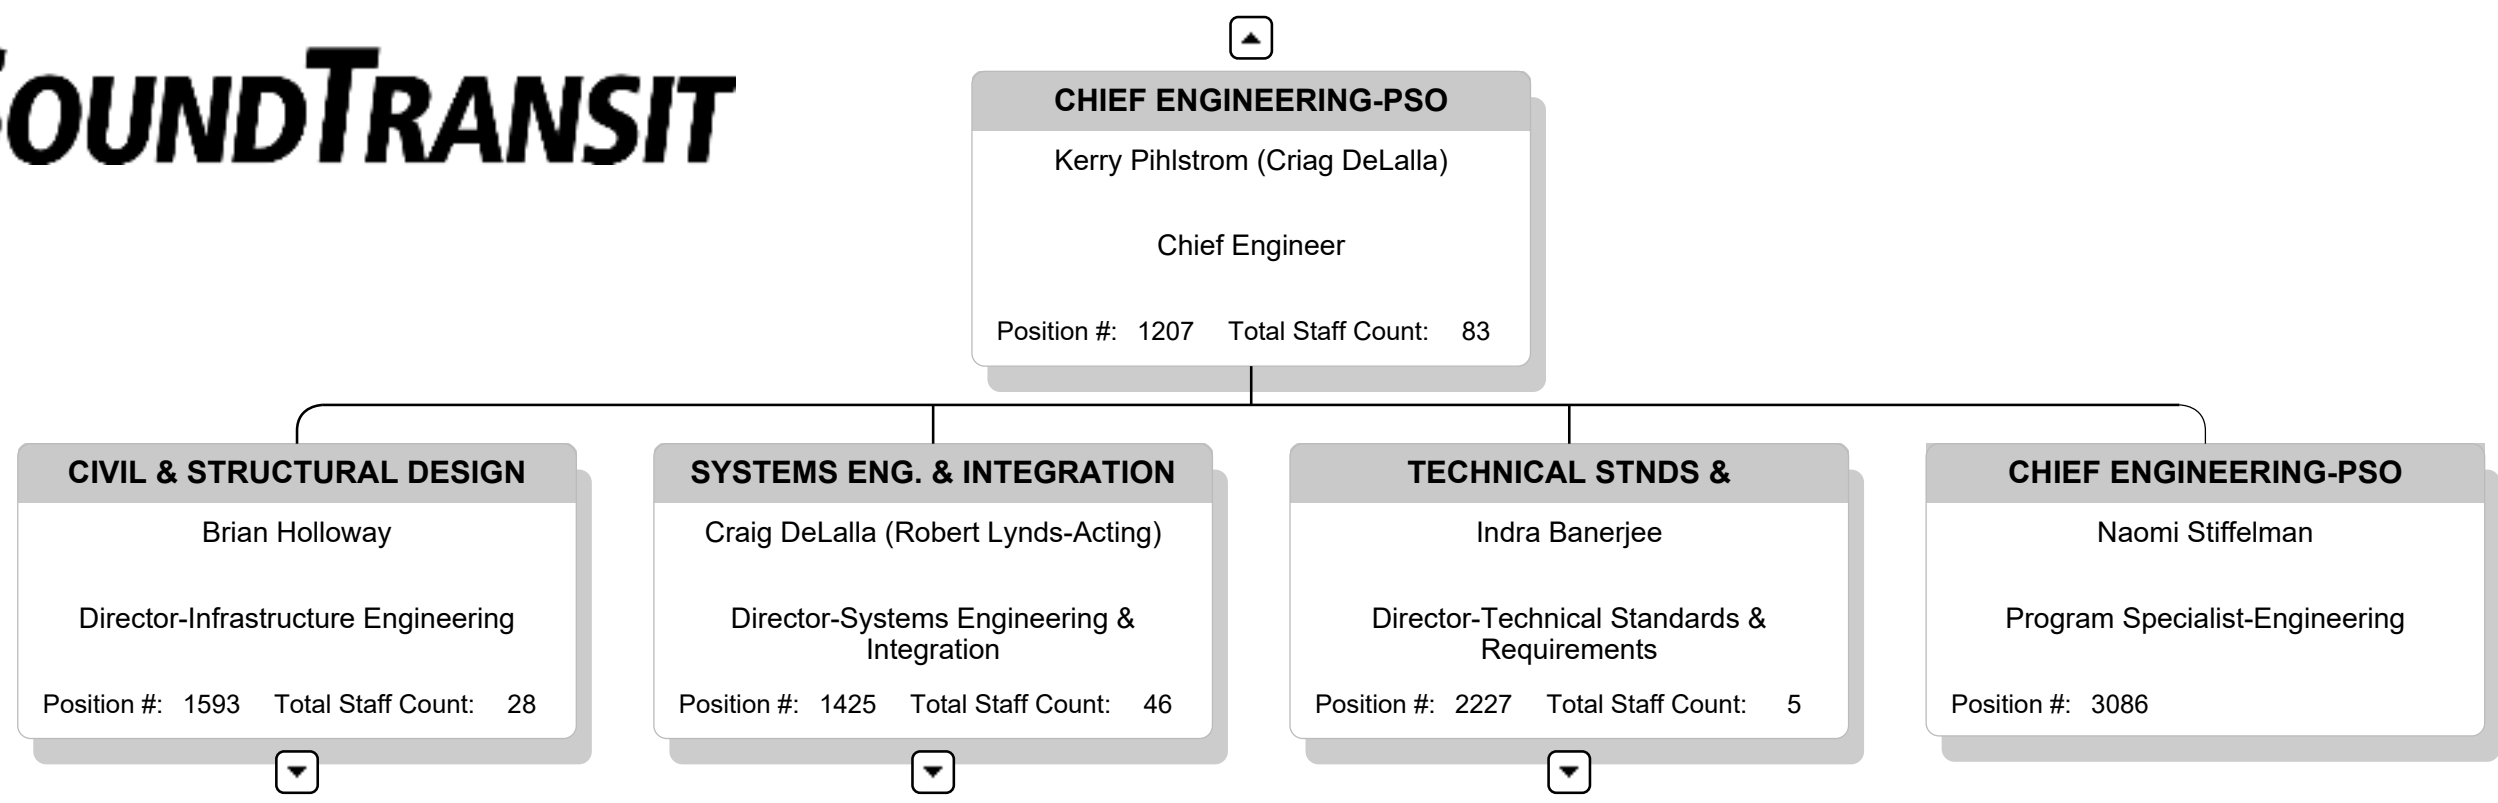 SOUNDTRANSIT
CHIEF ENGINEERING-PSO
Kerry Pihlstrom (Criag DeLalla)
Chief Engineer
Position #: 1207 Total Staff Count: 83
CIVIL & STRUCTURAL DESIGN
Brian Holloway
Director-Infrastructure Engineering
Position #: 1593 Total Staff Count: 28
SYSTEMS ENG. & INTEGRATION
Craig DeLalla (Robert Lynds-Acting)
Director-Systems Engineering &
Integration
Position #: 1425 Total Staff Count: 46
TECHNICAL STNDS &
Indra Banerjee
Director-Technical Standards &
Requirements
Position #: 2227 Total Staff Count: 5
CHIEF ENGINEERING-PSO
Naomi Stiffelman
Program Specialist-Engineering
Position #: 3086